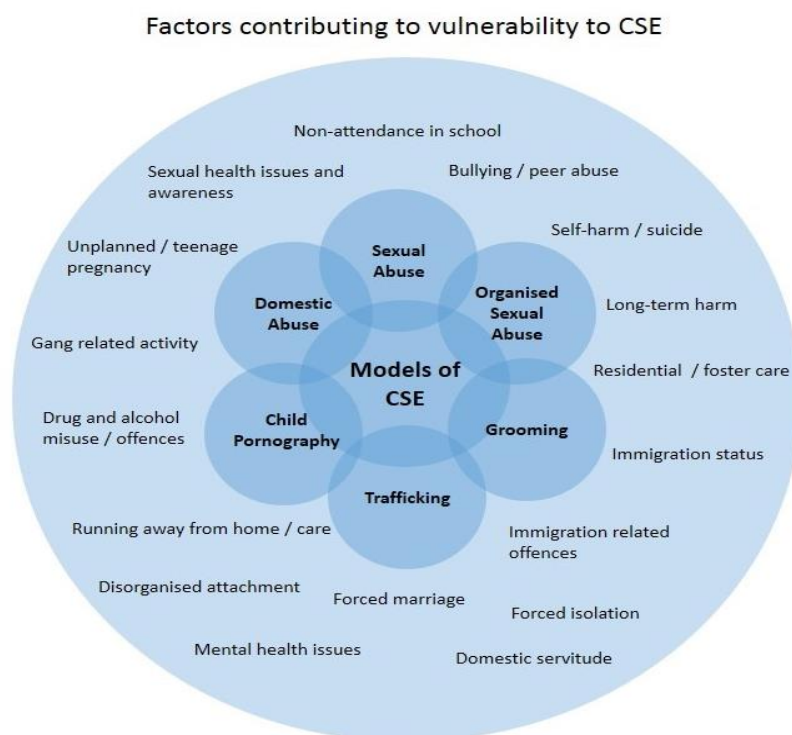 Factors contributing to vulnerability to CSE
Non-attendance in school
Sexual health issues and
awareness
Bullying / peer abuse
Unplanned / teenage
pregnancy
Self-harm / suicide
Sexual
Abuse
Domestic
Abuse
Organised
Sexual
Abuse
Long-term harm
Gang related activity
Models of
CSE
Residential / foster care
Drug and alcohol
misuse / offences
Child
Pornography
Grooming
Immigration status
Trafficking
Running away from home / care
Immigration related
offences
Disorganised attachment
Forced marriage
Forced isolation
Mental health issues
Domestic servitude